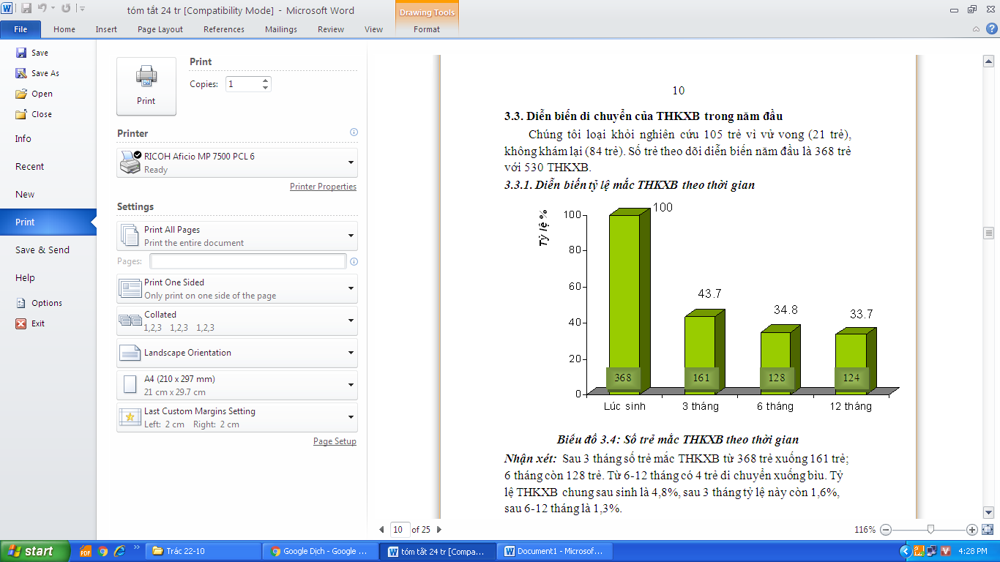 tóm tắt 24 tr [Compatibility Mode] - Microsoft Word
Drawing Tools
File Home Insert Page Layout References Mailings Review View Format
Save
Save As
Open
Close
Info
Recent
New
Print
Save & Send
Help
Options
Exit
Print
Print
Copies: 1
Printer
RICOH Aficio MP 7500 PCL 6
Ready
Printer Properties
Settings
Print All Pages
Print the entire document
Pages:
Print One Sided
Only print on one side of the page
Collated
1,2,3 1,2,3 1,2,3
Landscape Orientation
A4 (210 x 297 mm)
21 cm x 29.7 cm
Last Custom Margins Setting
Left: 2 cm Right: 2 cm
Page Setup
10
3.3. Diễn biến di chuyển của THKXB trong năm đầu
Chúng tôi loại khỏi nghiên cứu 105 trẻ vì vử vong (21 trẻ),
không khám lại (84 trẻ). Số trẻ theo dõi diễn biến năm đầu là 368 trẻ
với 530 THKXB.
3.3.1. Diễn biến tỷ lệ mắc THKXB theo thời gian
Tỷ lệ %
100
80
60
40
20
0
100
43.7
34.8
33.7
368 161 128 124
Lúc sinh 3 tháng 6 tháng 12 tháng
Biểu đồ 3.4: Số trẻ mắc THKXB theo thời gian
Nhận xét: Sau 3 tháng số trẻ mắc THKXB từ 368 trẻ xuống 161 trẻ;
6 tháng còn 128 trẻ. Từ 6-12 tháng có 4 trẻ di chuyển xuống bìu. Tỷ
lệ THKXB chung sau sinh là 4,8%, sau 3 tháng tỷ lệ này còn 1,6%,
sau 6-12 tháng là 1,3%.
10 of 25
116%
start
PDF
Trác 22-10
Google Dịch - Google ...
tóm tắt 24 tr [Compa...
Document1 - Microsof...
4:28 PM